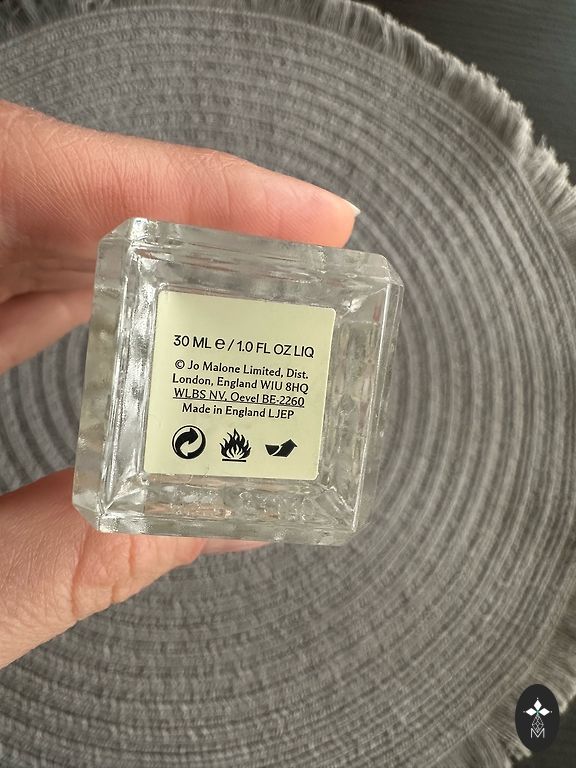 30 ML ℮ / 1.0 FL OZ LIQ
© Jo Malone Limited, Dist.
London, England W1U 8HQ
WLBS NV, Oevel BE-2260
Made in England LJEP